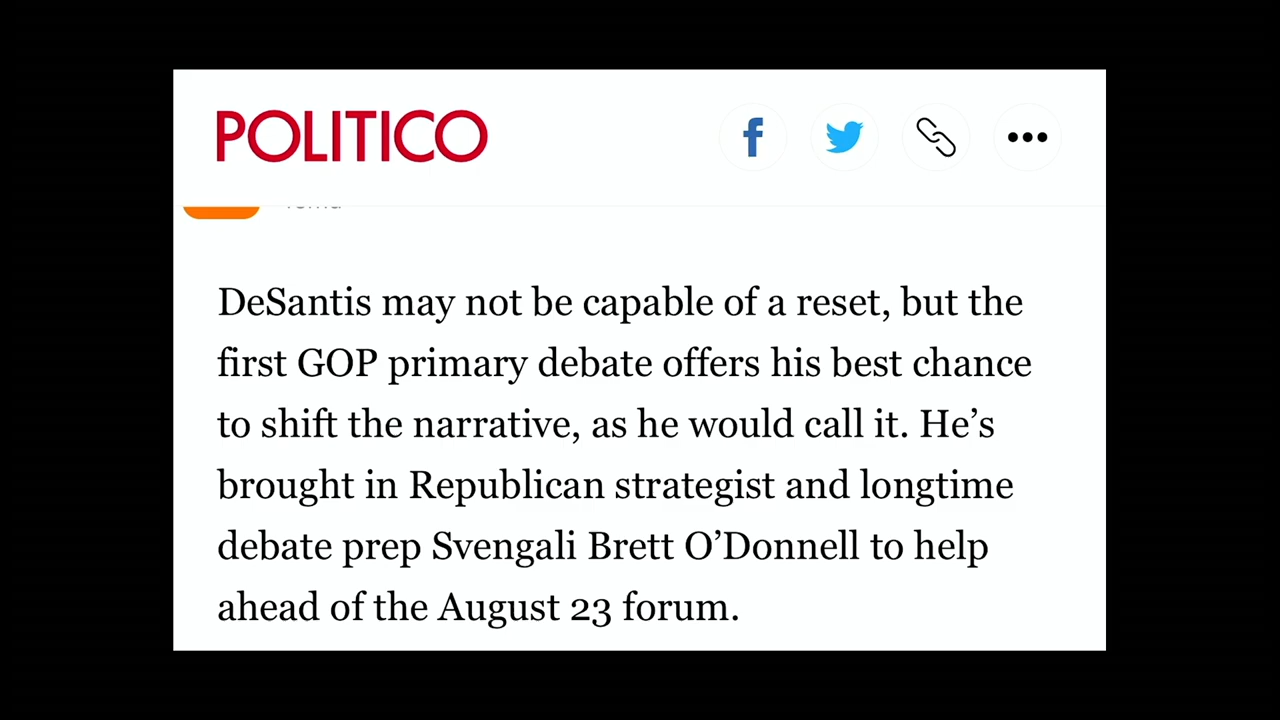 POLITICO
DeSantis may not be capable of a reset, but the
first GOP primary debate offers his best chance
to shift the narrative, as he would call it. He’s
brought in Republican strategist and longtime
debate prep Svengali Brett O’Donnell to help
ahead of the August 23 forum.